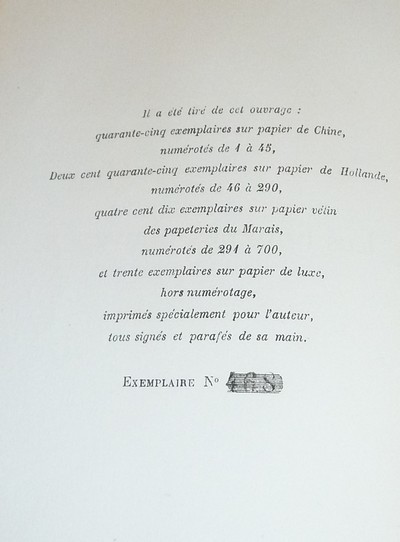 Il a été tiré de cet ouvrage :
quarante-cinq exemplaires sur papier de Chine,
numérotés de 1 à 45,
Deux cent quarante-cinq exemplaires sur papier de Hollande,
numérotés de 46 à 290,
quatre cent dix exemplaires sur papier vélin
des papeteries du Marais,
numérotés de 291 à 700,
et trente exemplaires sur papier de luxe,
hors numérotage,
imprimés spécialement pour l'auteur,
tous signés et parafés de sa main.
EXEMPLAIRE Nº